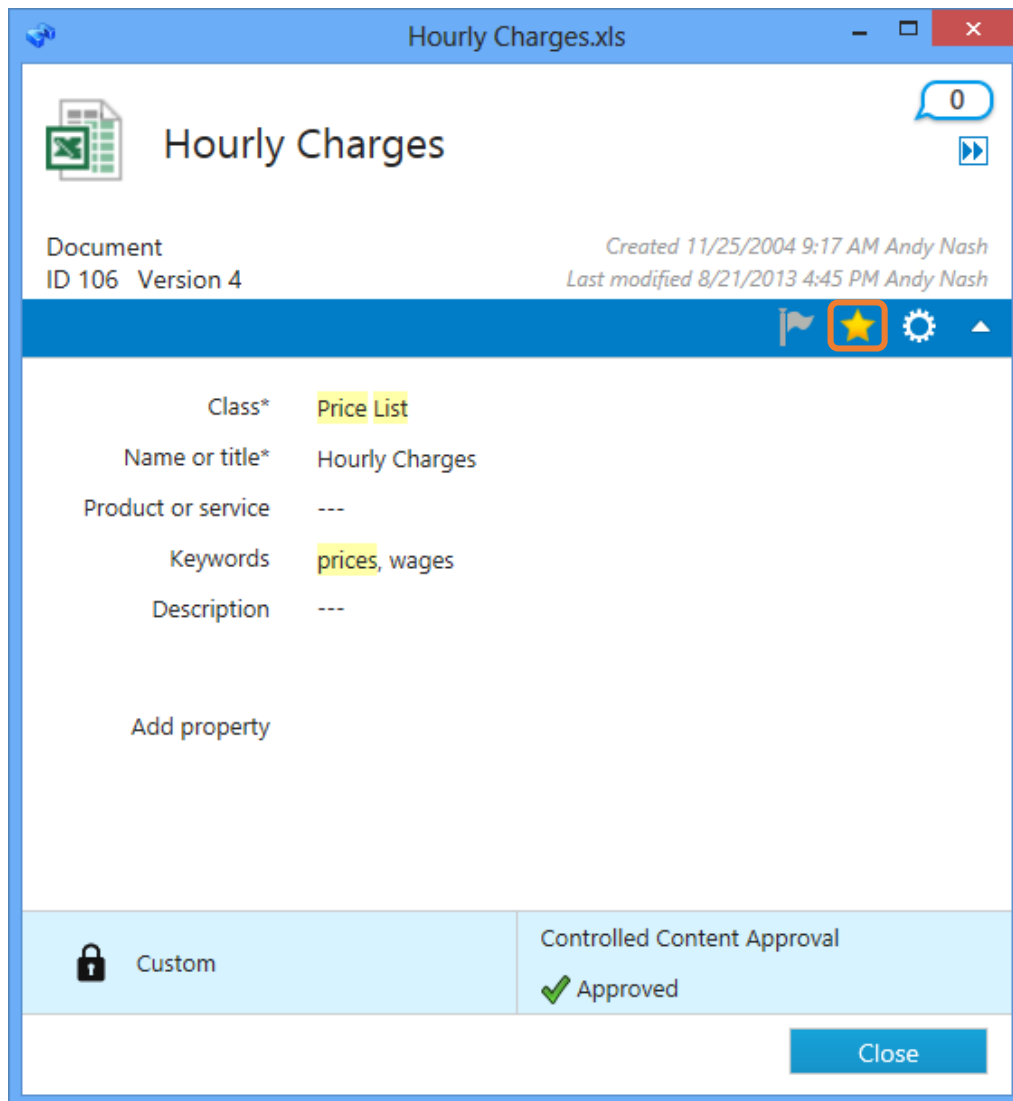 Hourly Charges.xls
0
Hourly Charges
Document
Created 11/25/2004 9:17 AM Andy Nash
ID 106 Version 4
Last modified 8/21/2013 4:45 PM Andy Nash
Class* Price List
Name or title* Hourly Charges
Product or service ---
Keywords prices, wages
Description ---
Add property
Custom
Controlled Content Approval
Approved
Close